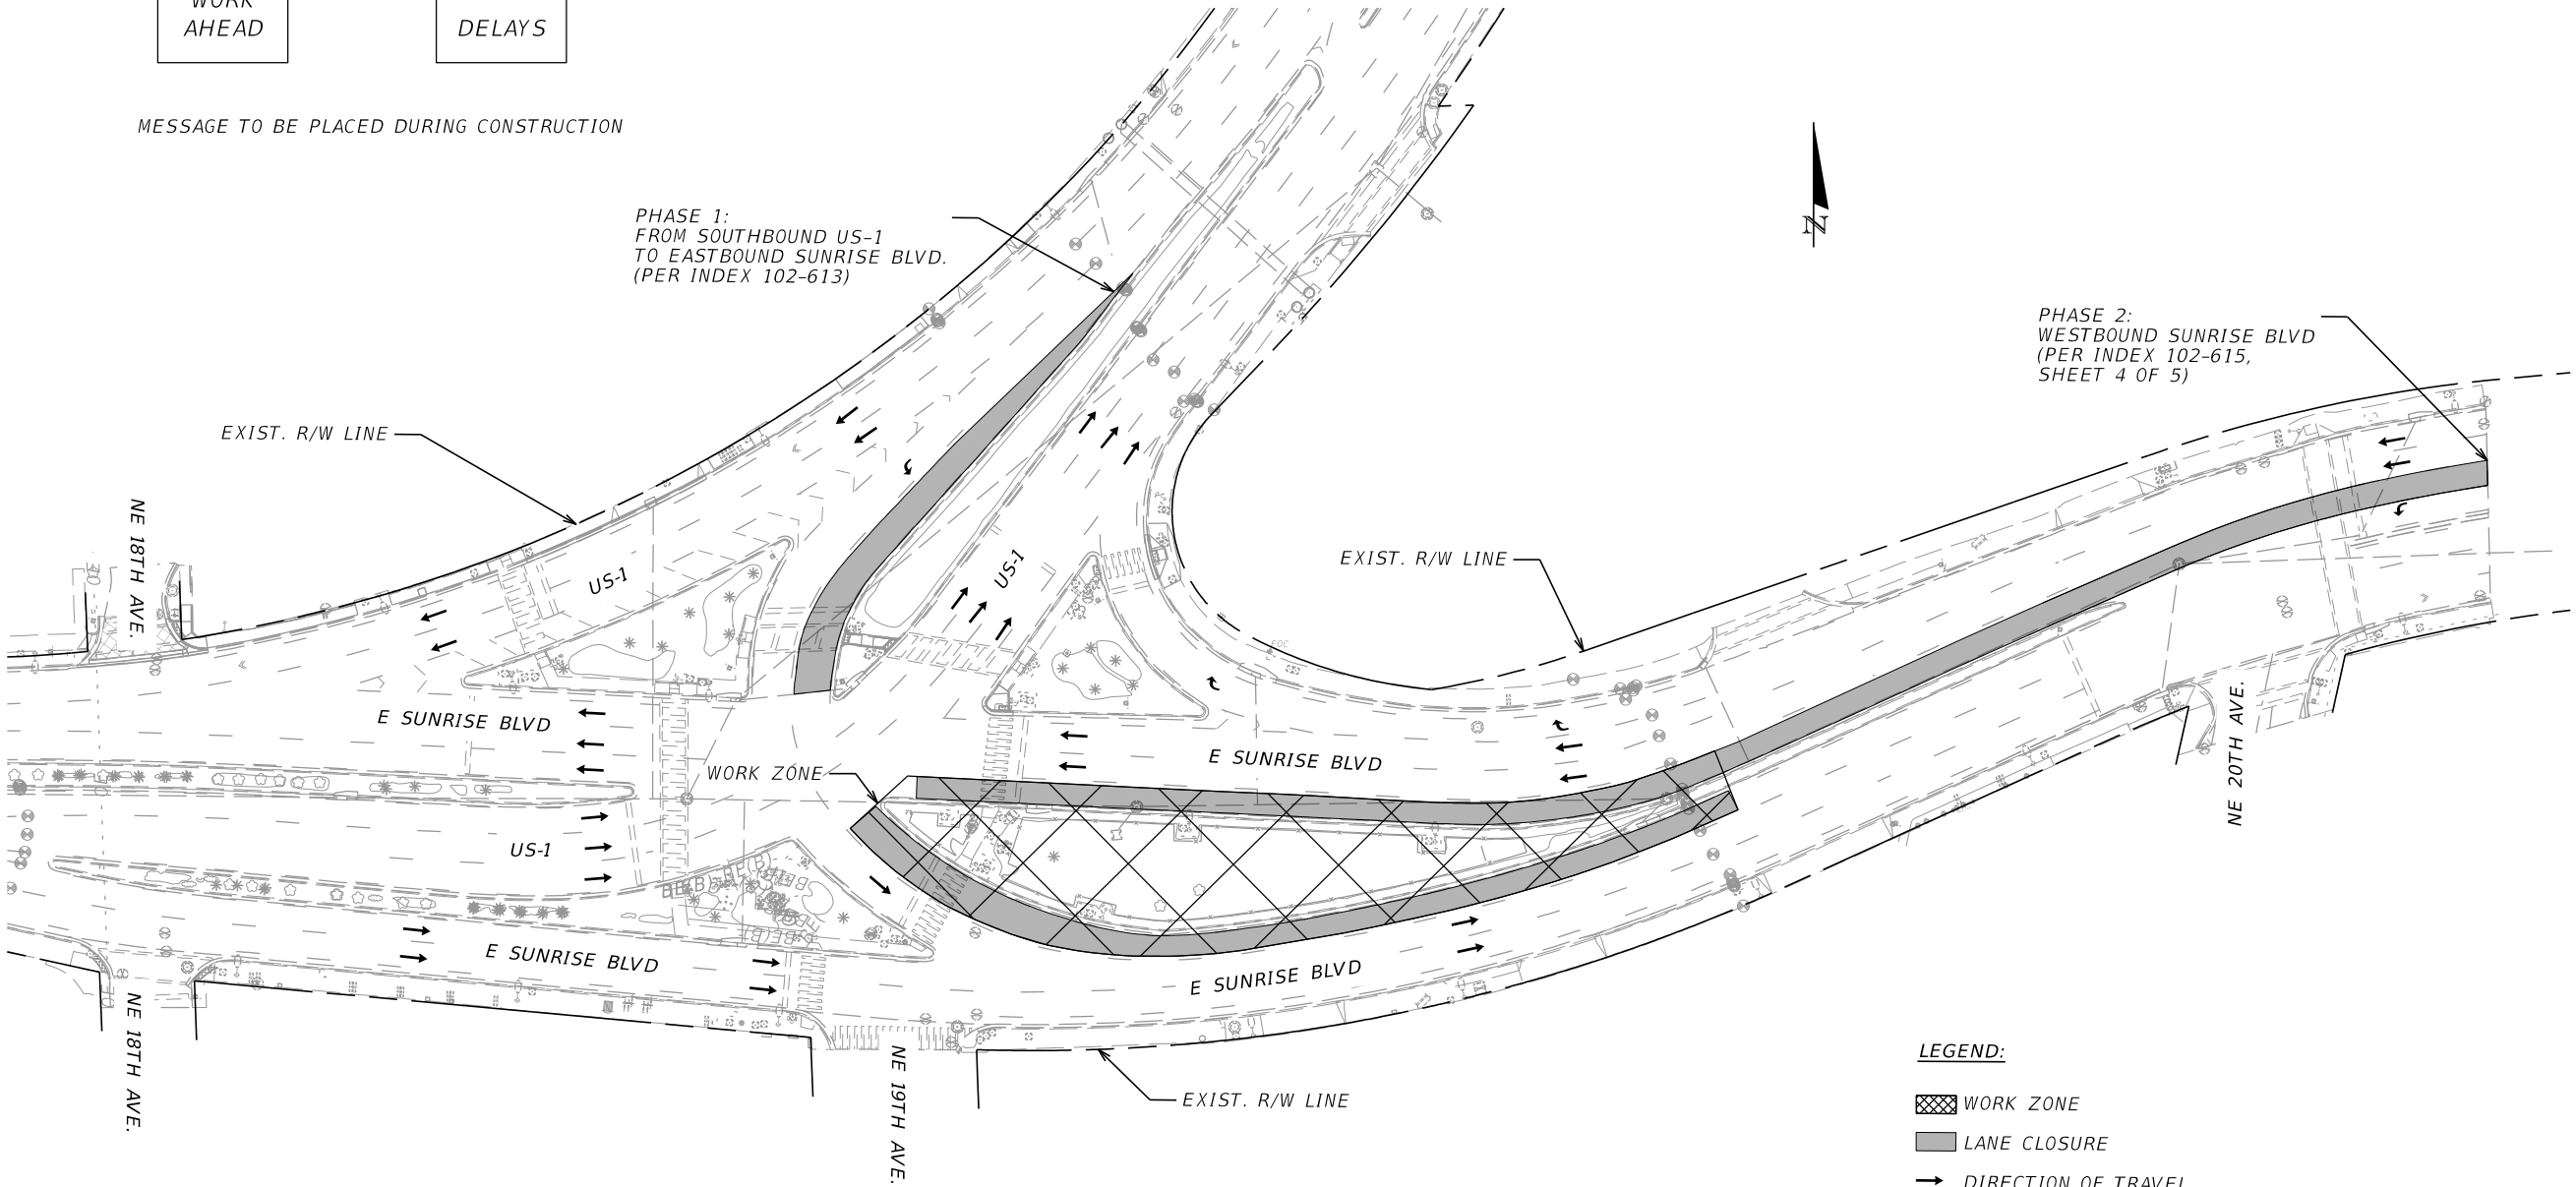 WORK
AHEAD
DELAYS
MESSAGE TO BE PLACED DURING CONSTRUCTION
PHASE 1:
FROM SOUTHBOUND US-1
TO EASTBOUND SUNRISE BLVD.
(PER INDEX 102-613)
N
PHASE 2:
WESTBOUND SUNRISE BLVD
(PER INDEX 102-615,
SHEET 4 OF 5)
EXIST. R/W LINE
NE 18TH AVE.
US-1
US-1
EXIST. R/W LINE
EOC
E SUNRISE BLVD
E SUNRISE BLVD
WORK ZONE
NE 20TH AVE.
US-1
E SUNRISE BLVD
E SUNRISE BLVD
NE 18TH AVE.
NE 19TH AVE.
EXIST. R/W LINE
LEGEND:
WORK ZONE
LANE CLOSURE
DIRECTION OF TRAVEL